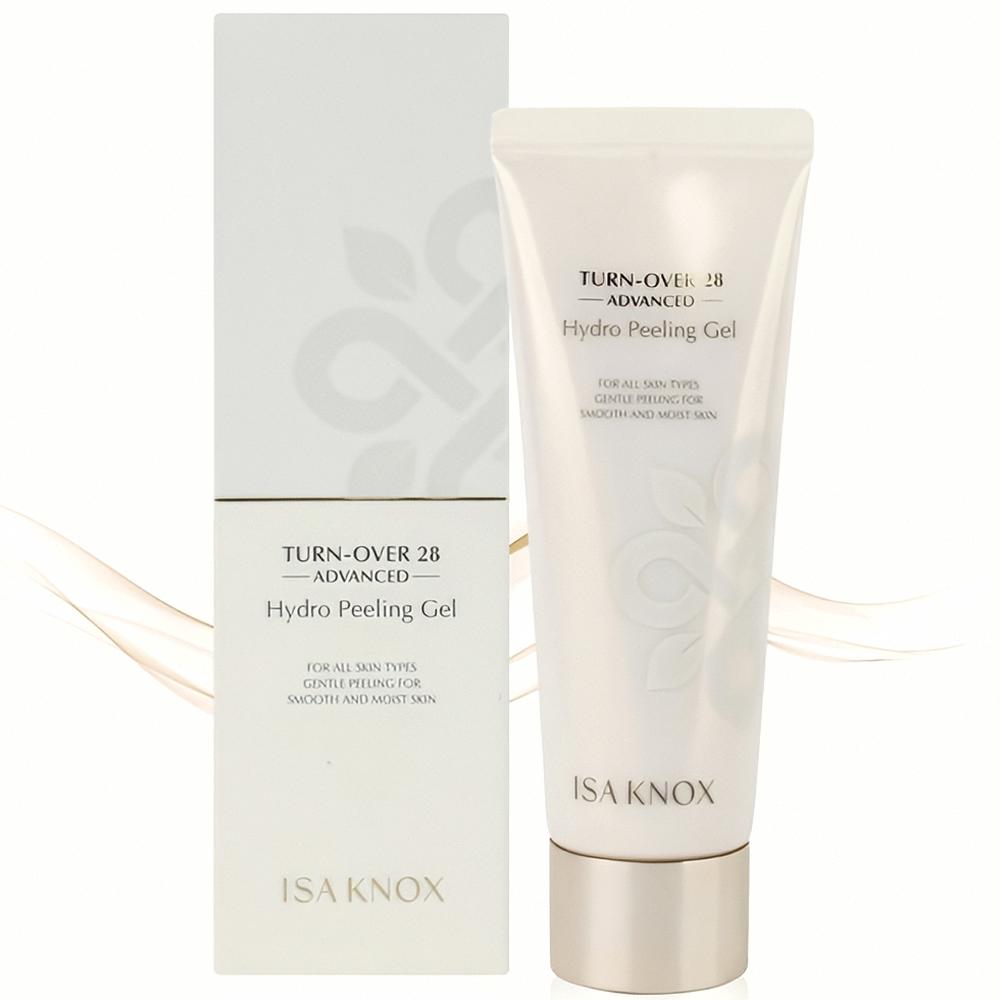 TURN-OVER 28
ADVANCED
Hydro Peeling Gel
FOR ALL SKIN TYPES
GENTLE PEELING FOR
SMOOTH AND MOIST SKIN
ISA KNOX
TURN-OVER 28
ADVANCED
Hydro Peeling Gel
FOR ALL SKIN TYPES
GENTLE PEELING FOR
SMOOTH AND MOIST SKIN
ISA KNOX